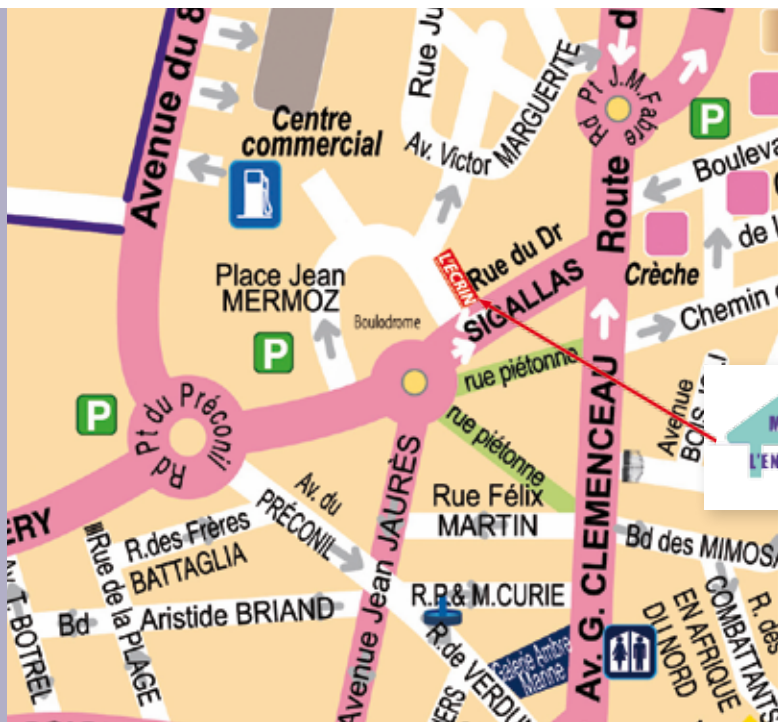 Avenue du 8
Centre
commercial
Rue Ju
Av. Victor MARGUERITE
Rd Pt J.M.Fabre
P
Bouleva
Route
Crèche
de l
Chemin d
L'ECRIN
Rue du Dr
SIGALLAS
Place Jean
MERMOZ
Boulodrome
P
P
Rd Pt du Préconil
rue piétonne
rue piétonne
Avenue
BOIS
M
L'EN
ERY
Av. du
PRÉCONIL
Rue Félix
MARTIN
Bd des MIMOSA
R.des Frères
BATTAGLIA
Rue de la PLAGE
Av. T. BOTREL
Bd Aristide BRIAND
Avenue Jean JAURÈS
R.P.& M.CURIE
R.de VERDU
IERS
Galerie Ambre
Marine
Av. G. CLEMENCEAU
COMBATTANTS
EN AFRIQUE
DU NORD
R. des